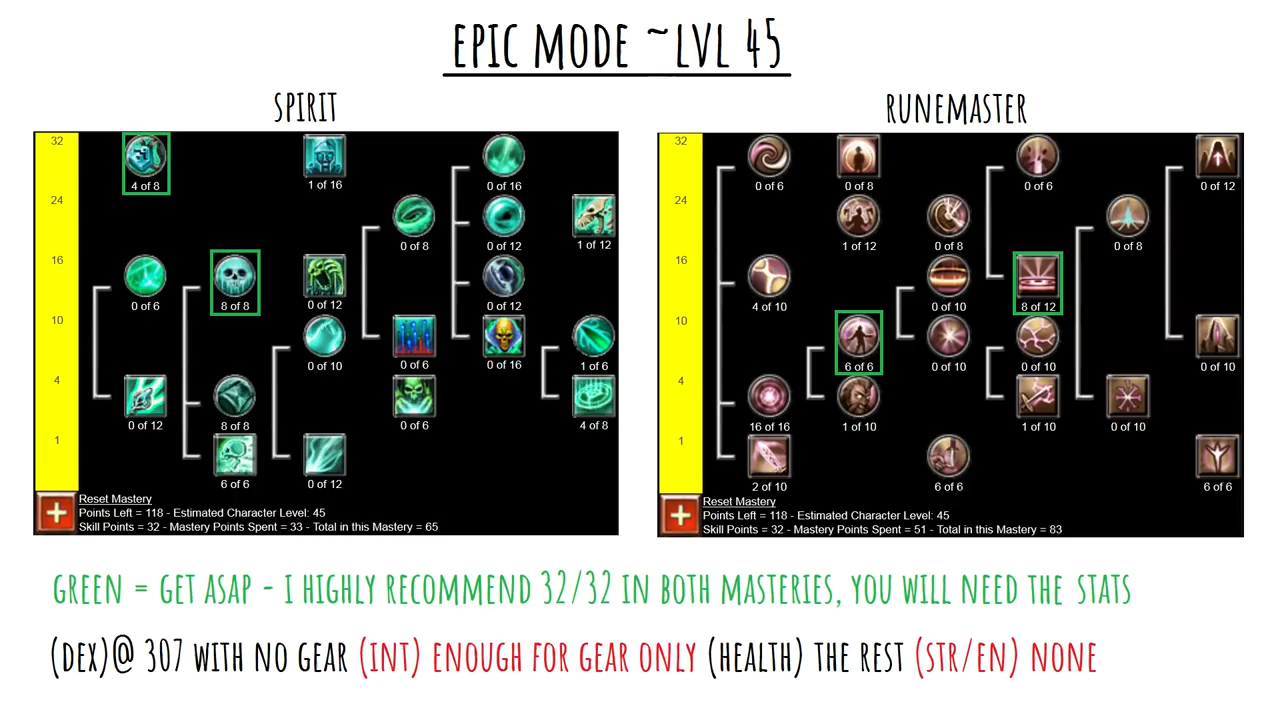 EPIC MODE ~LVL 45
SPIRIT
RUNEMASTER
32
4 of 8
1 of 16
0 of 16
24
0 of 8
0 of 12
1 of 12
16
0 of 6
8 of 8
0 of 12
0 of 12
10
0 of 10
0 of 6
0 of 16
1 of 6
4
0 of 12
8 of 8
0 of 6
4 of 8
1
6 of 6
0 of 12
Reset Mastery
Points Left = 118 - Estimated Character Level: 45
Skill Points = 32 - Mastery Points Spent = 33 - Total in this Mastery = 65
32
0 of 6
0 of 8
0 of 6
0 of 12
24
1 of 12
0 of 8
0 of 8
16
4 of 10
0 of 10
8 of 12
10
6 of 6
0 of 10
0 of 10
0 of 10
4
16 of 16
1 of 10
1 of 10
0 of 10
1
2 of 10
6 of 6
6 of 6
Reset Mastery
Points Left = 118 - Estimated Character Level: 45
Skill Points = 32 - Mastery Points Spent = 51 - Total in this Mastery = 83
GREEN = GET ASAP - I HIGHLY RECOMMEND 32/32 IN BOTH MASTERIES, YOU WILL NEED THE STATS
(DEX)@ 307 WITH NO GEAR (INT) ENOUGH FOR GEAR ONLY (HEALTH) THE REST (STR/EN) NONE